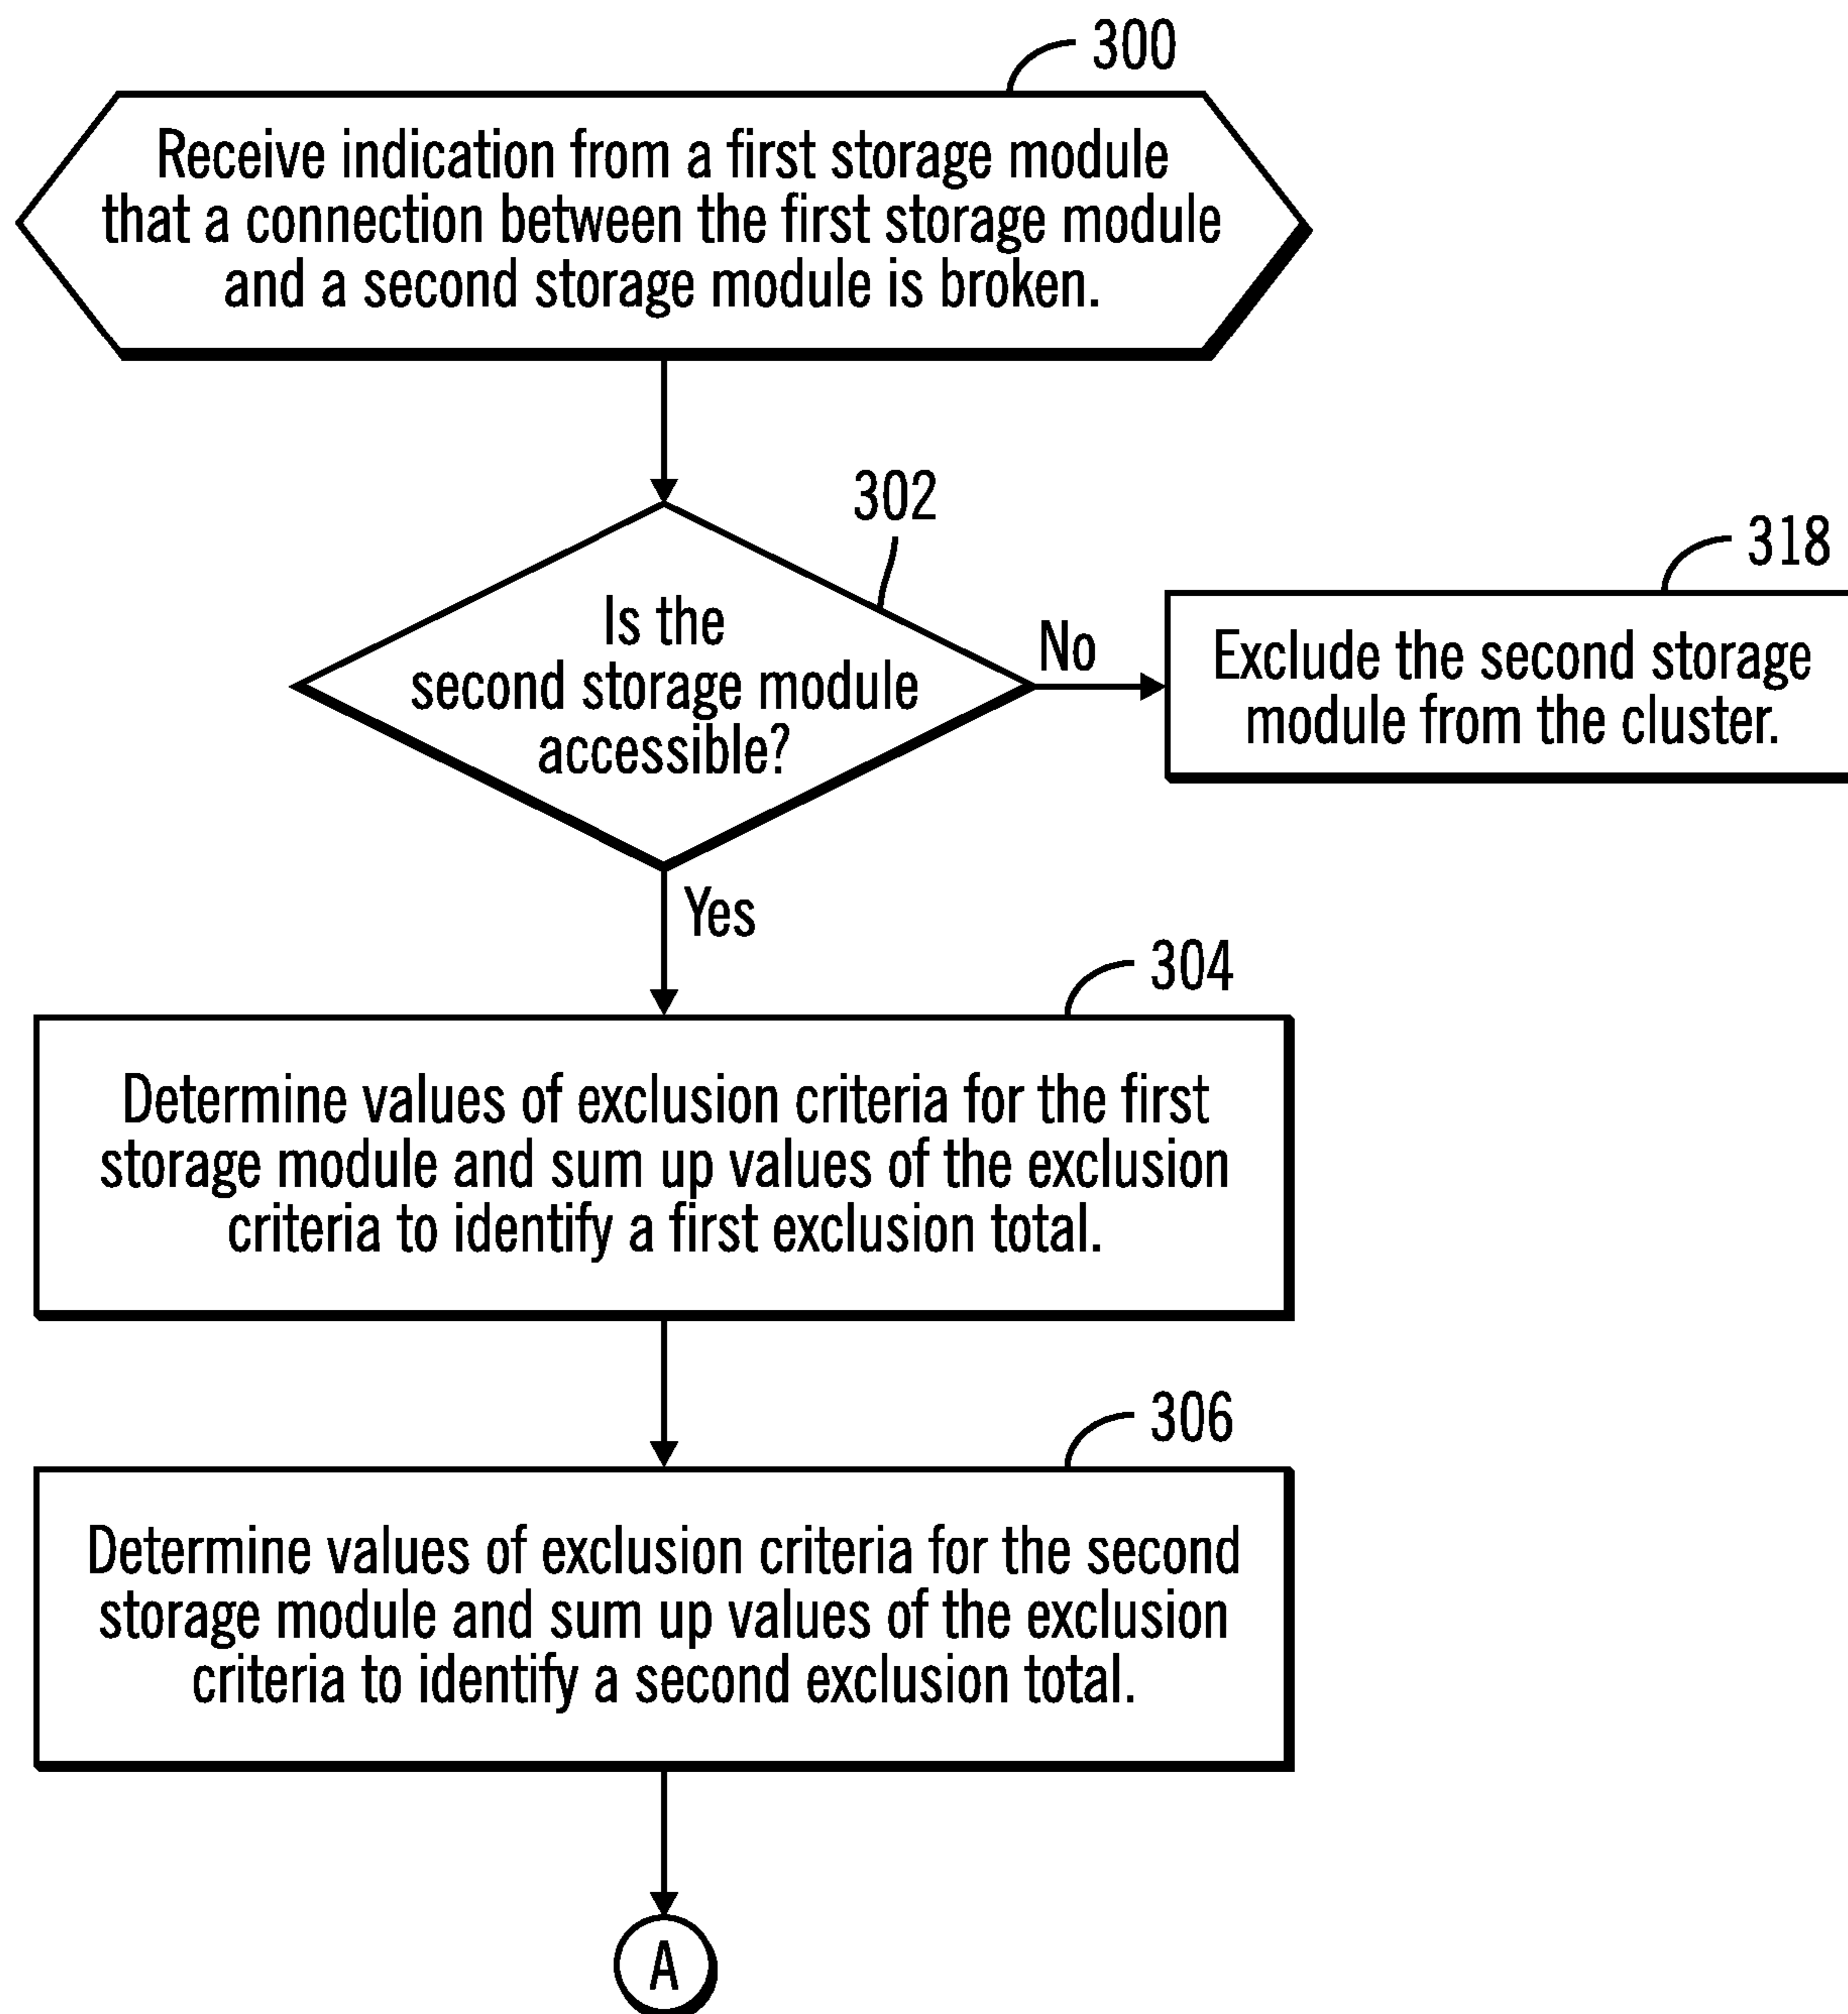 300
Receive indication from a first storage module
that a connection between the first storage module
and a second storage module is broken.
302
Is the
second storage module
accessible?
No
318
Exclude the second storage
module from the cluster.
Yes
304
Determine values of exclusion criteria for the first
storage module and sum up values of the exclusion
criteria to identify a first exclusion total.
306
Determine values of exclusion criteria for the second
storage module and sum up values of the exclusion
criteria to identify a second exclusion total.
A